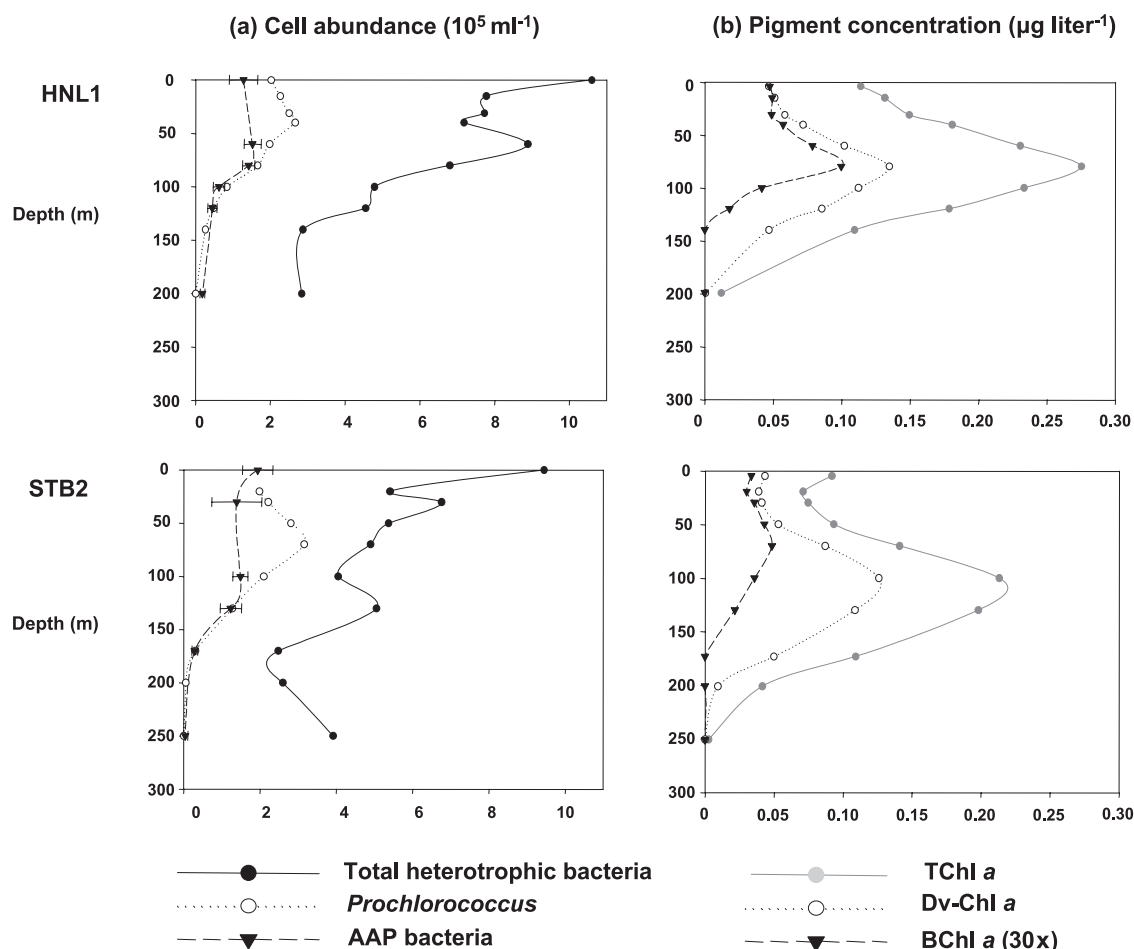 (a) Cell abundance (10⁵ ml⁻¹)
(b) Pigment concentration (µg liter⁻¹)
HNL1
Depth (m)
0
50
100
150
200
250
300
0 2 4 6 8 10
0
50
100
150
200
250
300
0 0.05 0.10 0.15 0.20 0.25 0.30
STB2
Depth (m)
0
50
100
150
200
250
300
0 2 4 6 8 10
0
50
100
150
200
250
300
0 0.05 0.10 0.15 0.20 0.25 0.30
Total heterotrophic bacteria
Prochlorococcus
AAP bacteria
TChl a
Dv-Chl a
BChl a (30x)